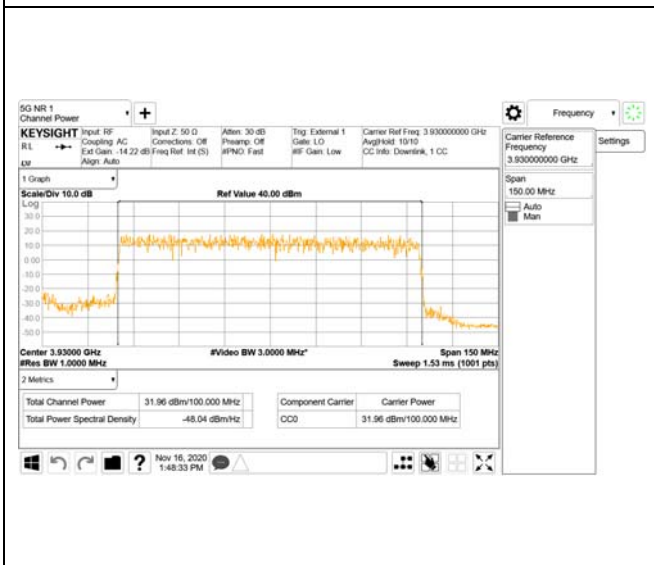 5G NR 1
Channel Power
Frequency
KEYSIGHT
Input: RF
Input Z: 50 Ω
Atten: 30 dB
Trig: External 1
Carrier Ref Freq: 3.930000000 GHz
RL
Coupling: AC
Corrections: Off
Preamp: Off
Gate: LO
Avg|Hold: 10/10
Ext Gain: -14.22 dB
Freq Ref: Int (S)
#PNO: Fast
#IF Gain: Low
CC Info: Downlink, 1 CC
Align: Auto
Carrier Reference
Frequency
3.930000000 GHz
Settings
Span
150.00 MHz
Auto
Man
1 Graph
Scale/Div 10.0 dB
Ref Value 40.00 dBm
Log
30.0
20.0
10.0
0.00
-10.0
-20.0
-30.0
-40.0
-50.0
Center 3.93000 GHz
#Video BW 3.0000 MHz*
Span 150 MHz
#Res BW 1.0000 MHz
Sweep 1.53 ms (1001 pts)
2 Metrics
Total Channel Power
31.96 dBm/100.000 MHz
Component Carrier
Carrier Power
Total Power Spectral Density
-48.04 dBm/Hz
CC0
31.96 dBm/100.000 MHz
Nov 16, 2020
1:48:33 PM